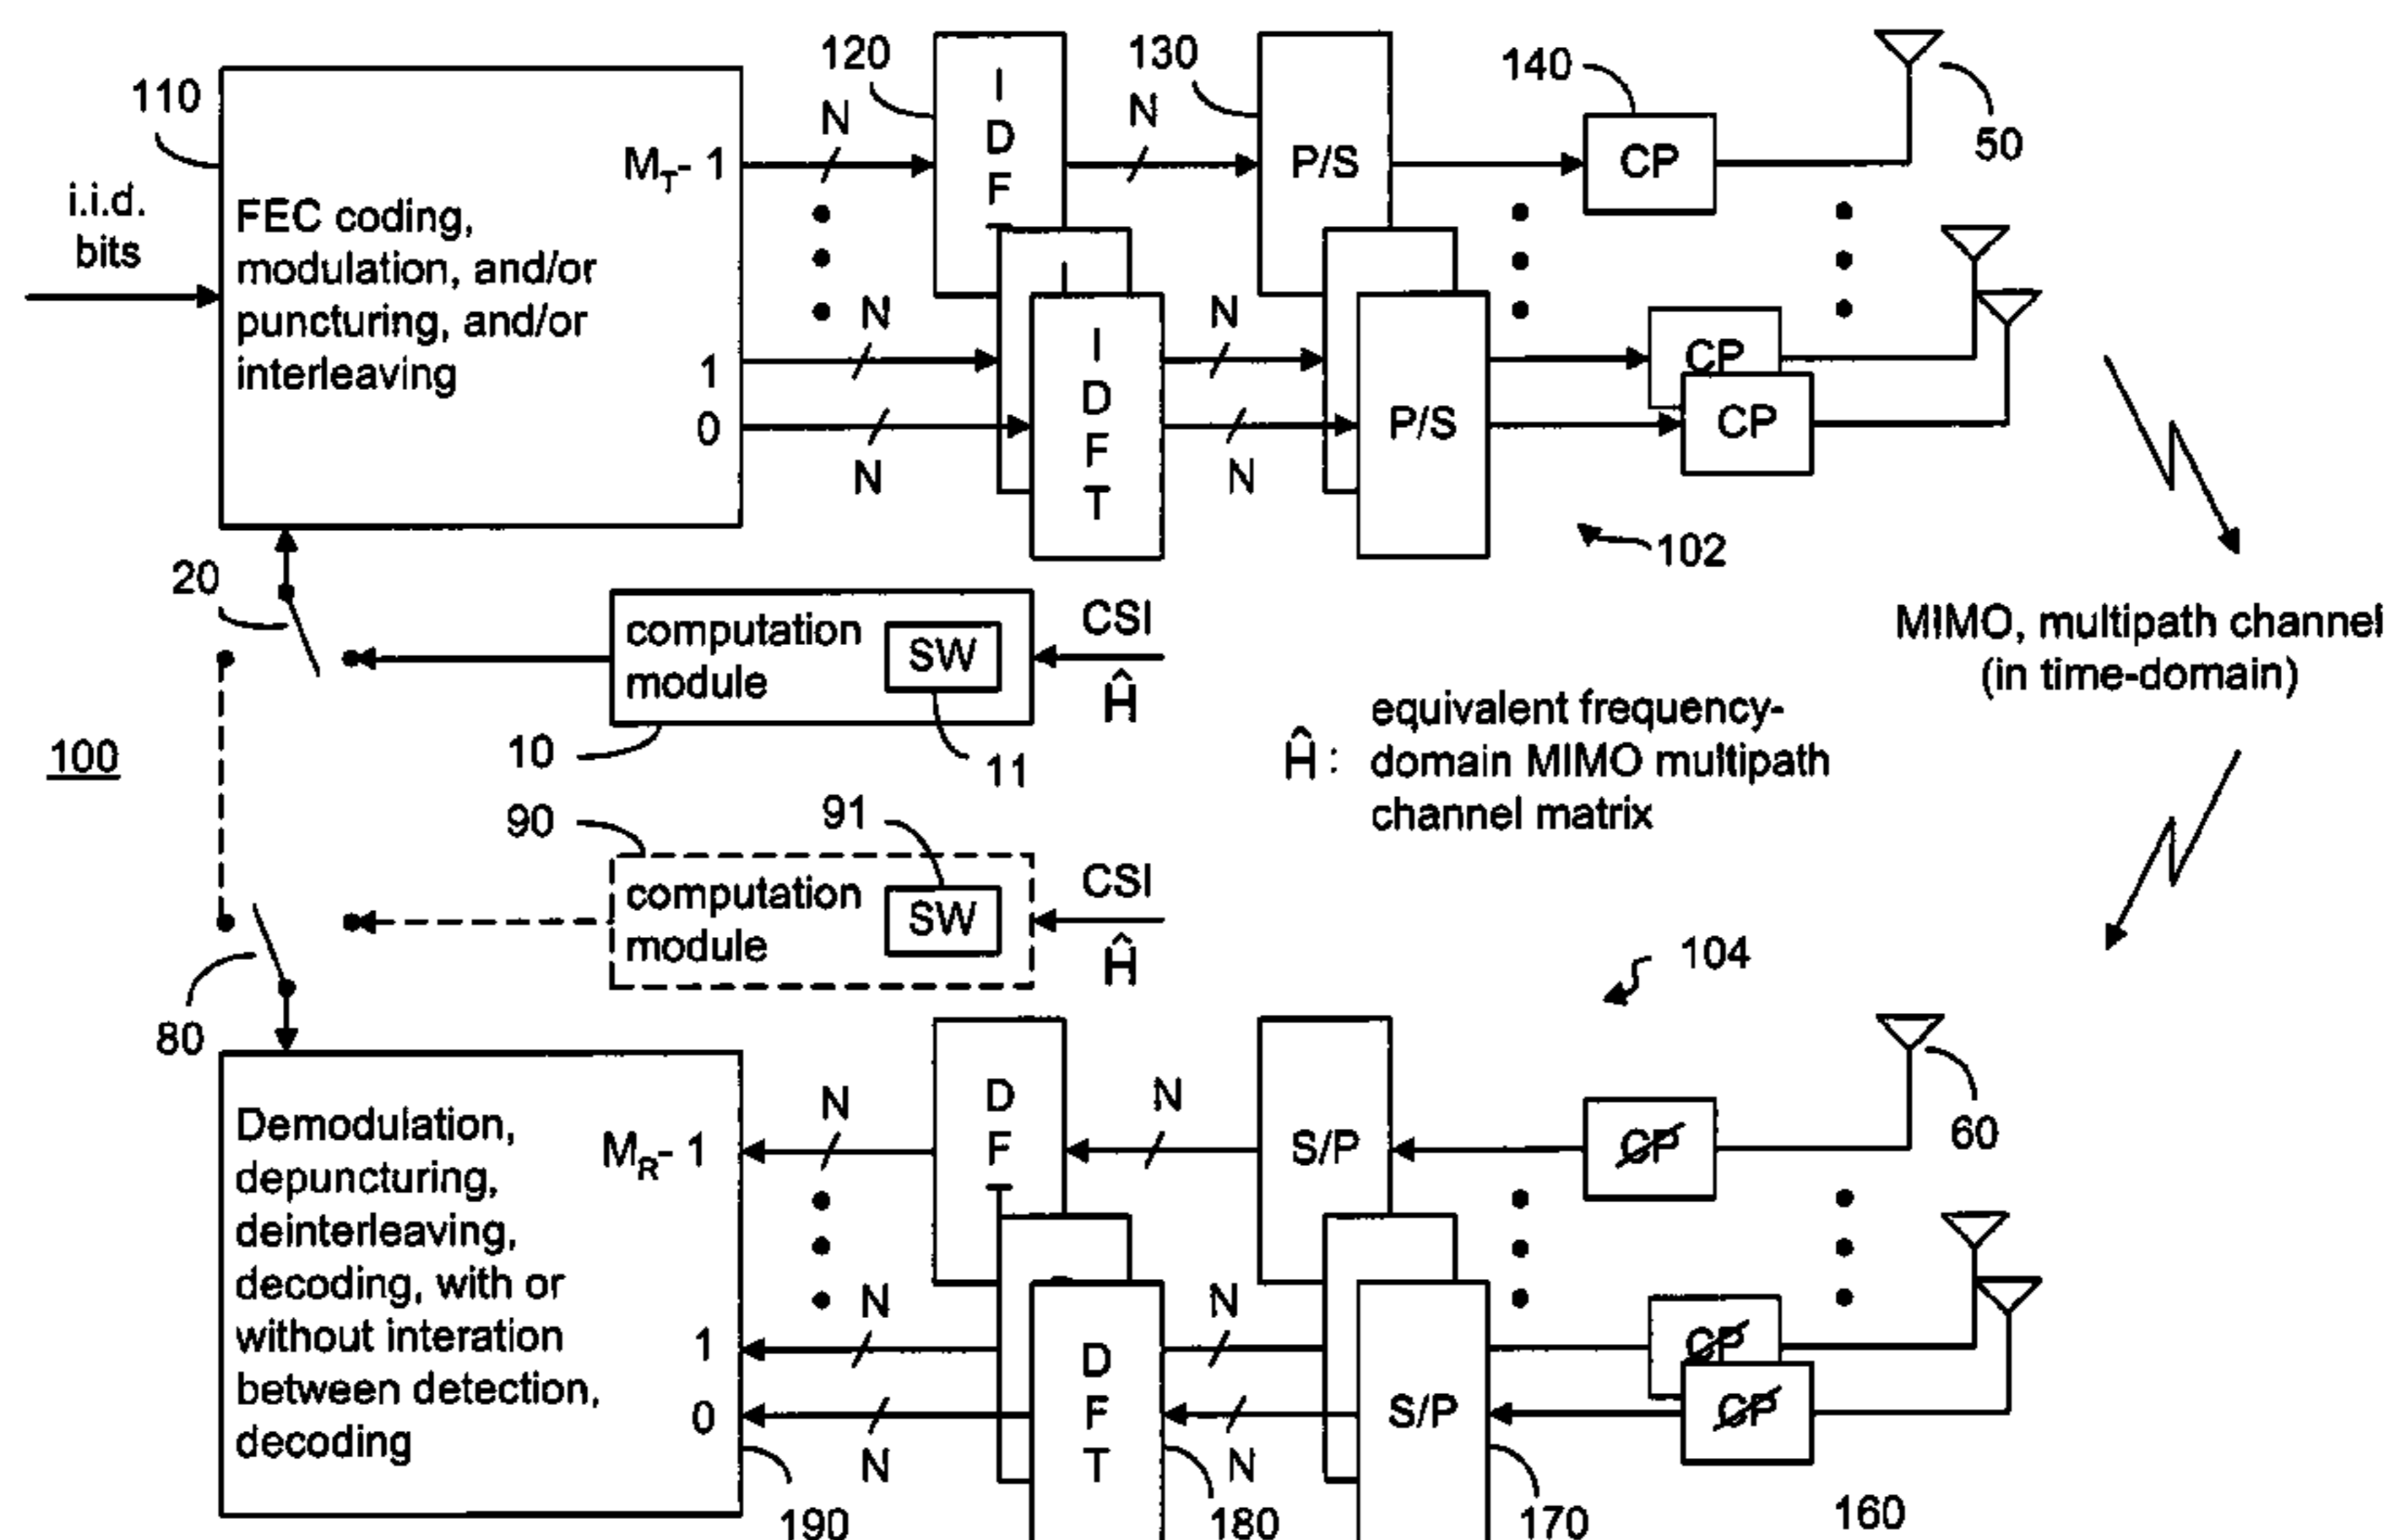 120
130
140
50
110
i.i.d.
bits
FEC coding,
modulation, and/or
puncturing, and/or
interleaving
M_T- 1
1
0
N
N
N
N
N
N
I
D
F
T
I
I
D
F
T
P/S
P/S
CP
CP
CP
102
20
computation
module
SW
CSI
Ĥ
10
11
MIMO, multipath channel
(in time-domain)
100
Ĥ :
equivalent frequency-
domain MIMO multipath
channel matrix
90
91
computation
module
SW
CSI
Ĥ
80
104
60
Demodulation,
depuncturing,
deinterleaving,
decoding, with or
without interation
between detection,
decoding
M_R- 1
1
0
N
N
N
N
N
N
D
F
T
D
F
T
S/P
S/P
CP
CP
CP
190
180
170
160